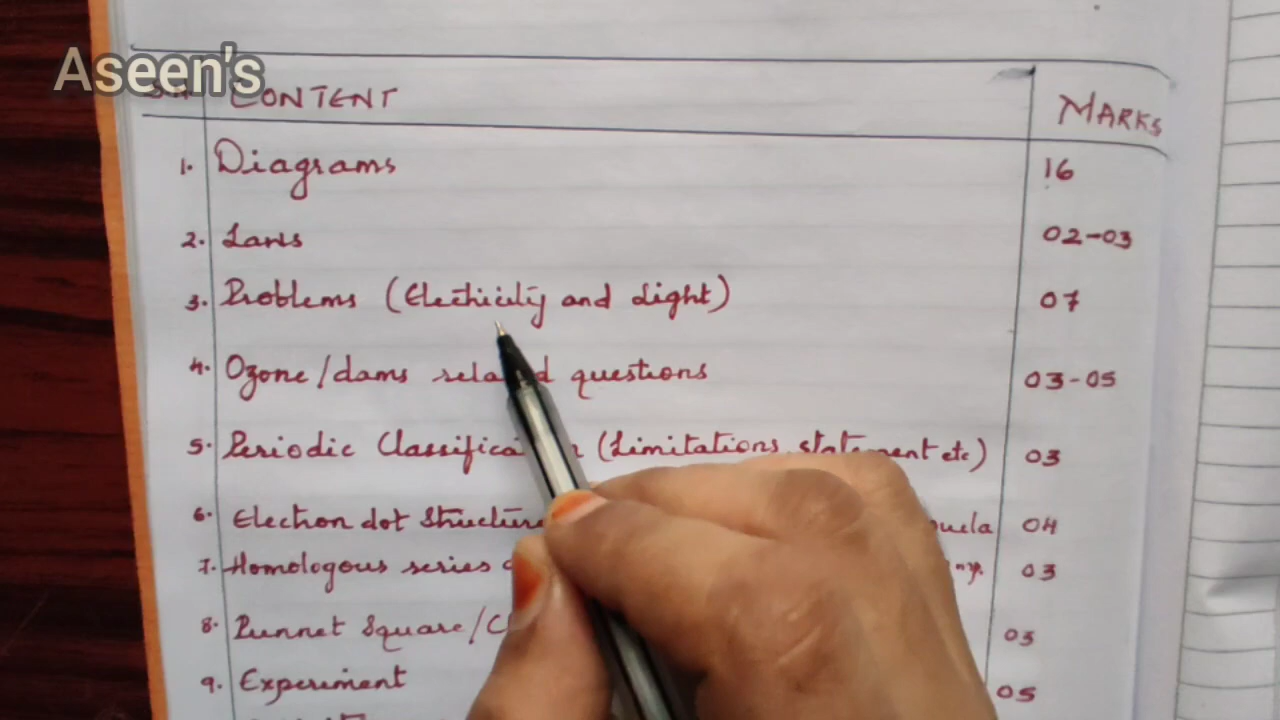 Aseen's
CONTENT MARKS
1. Diagrams 16
2. Laws 02-03
3. Problems (Electricity and Light) 07
4. Ozone/dams related questions 03-05
5. Periodic (Limitations, statement etc) 03
6. Electron dot 04
7. Homologous series 03
8. Punnet Square/ 03
9. Experiment 05